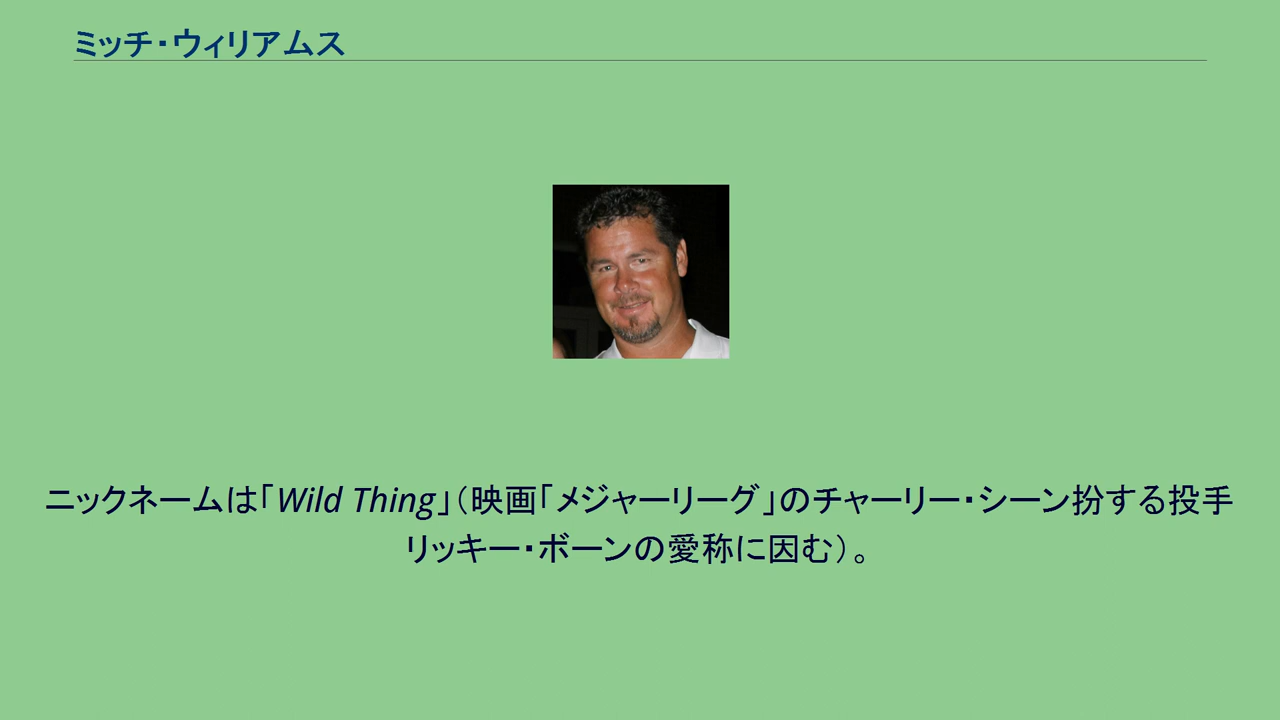 ミッチ・ウィリアムス
ニックネームは「Wild Thing」（映画「メジャーリーグ」のチャーリー・シーン扮する投手
リッキー・ボーンの愛称に因む）。